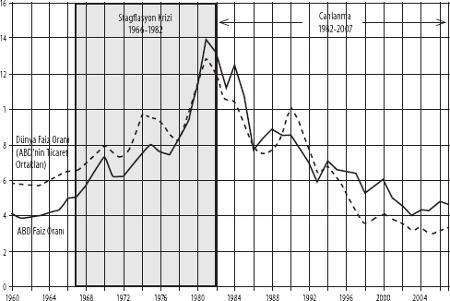 Stagflasyon Krizi
1966-1982
Canlanma
1982-2007
Dünya Faiz Oranı
(ABD'nin Ticaret
Ortakları)
ABD Faiz Oranı
16
14
12
10
8
6
4
2
0
1960 1964 1968 1972 1976 1980 1984 1988 1992 1996 2000 2004